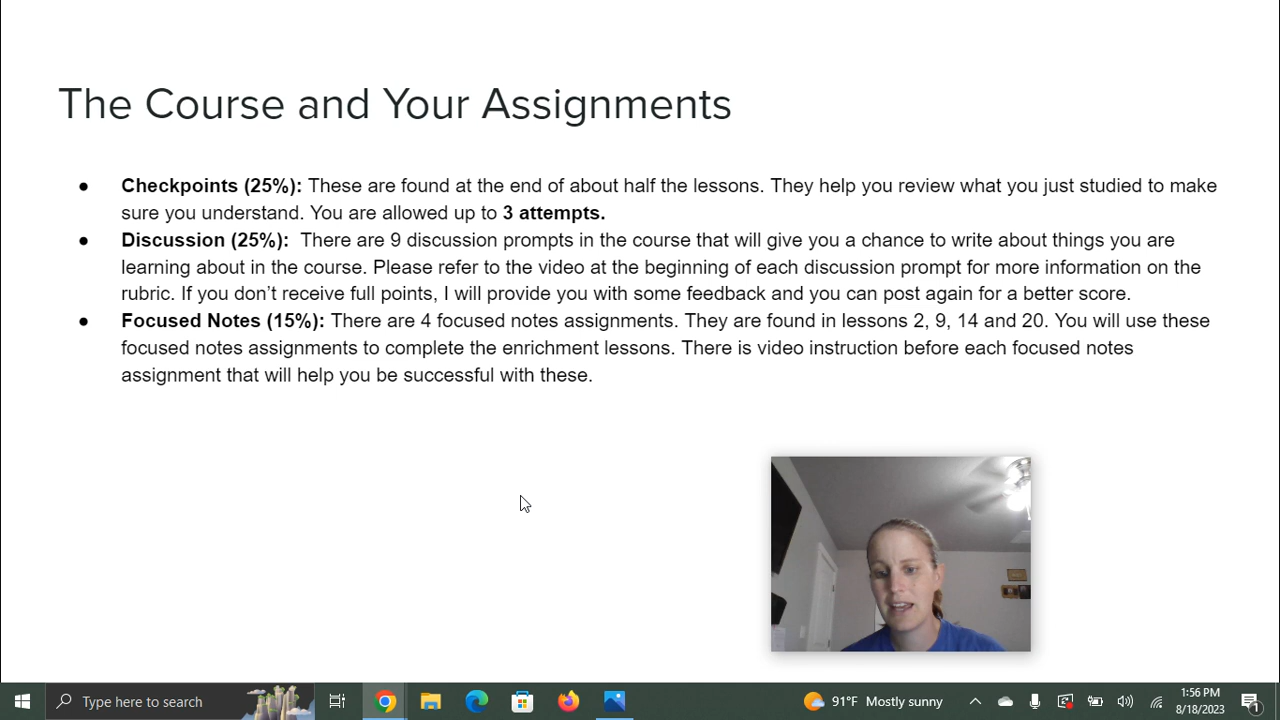 The Course and Your Assignments
● Checkpoints (25%): These are found at the end of about half the lessons. They help you review what you just studied to make
sure you understand. You are allowed up to 3 attempts.
● Discussion (25%):  There are 9 discussion prompts in the course that will give you a chance to write about things you are
learning about in the course. Please refer to the video at the beginning of each discussion prompt for more information on the
rubric. If you don’t receive full points, I will provide you with some feedback and you can post again for a better score.
● Focused Notes (15%): There are 4 focused notes assignments. They are found in lessons 2, 9, 14 and 20. You will use these
focused notes assignments to complete the enrichment lessons. There is video instruction before each focused notes
assignment that will help you be successful with these.
Type here to search
91°F Mostly sunny
1:56 PM
8/18/2023
1